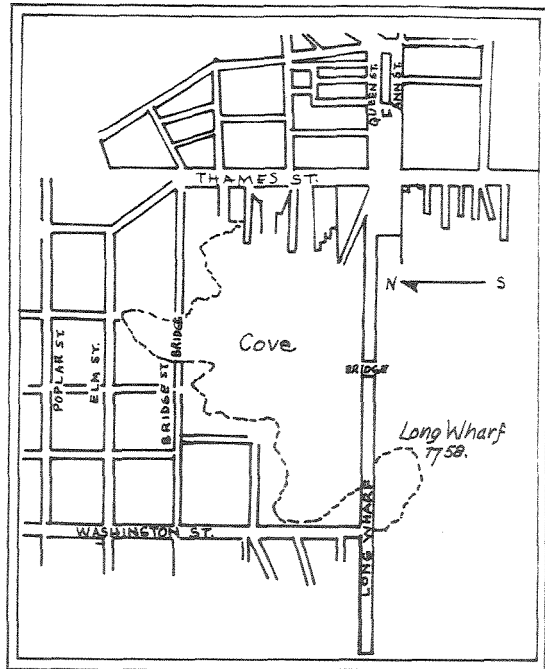 QUEEN ST.
E ANN ST.
THAMES ST.
N S
Cove
BRIDGE
BRIDGE
POPLAR ST.
ELM ST.
BRIDGE ST.
Long Wharf
1758.
WASHINGTON ST.
LONG WHARF